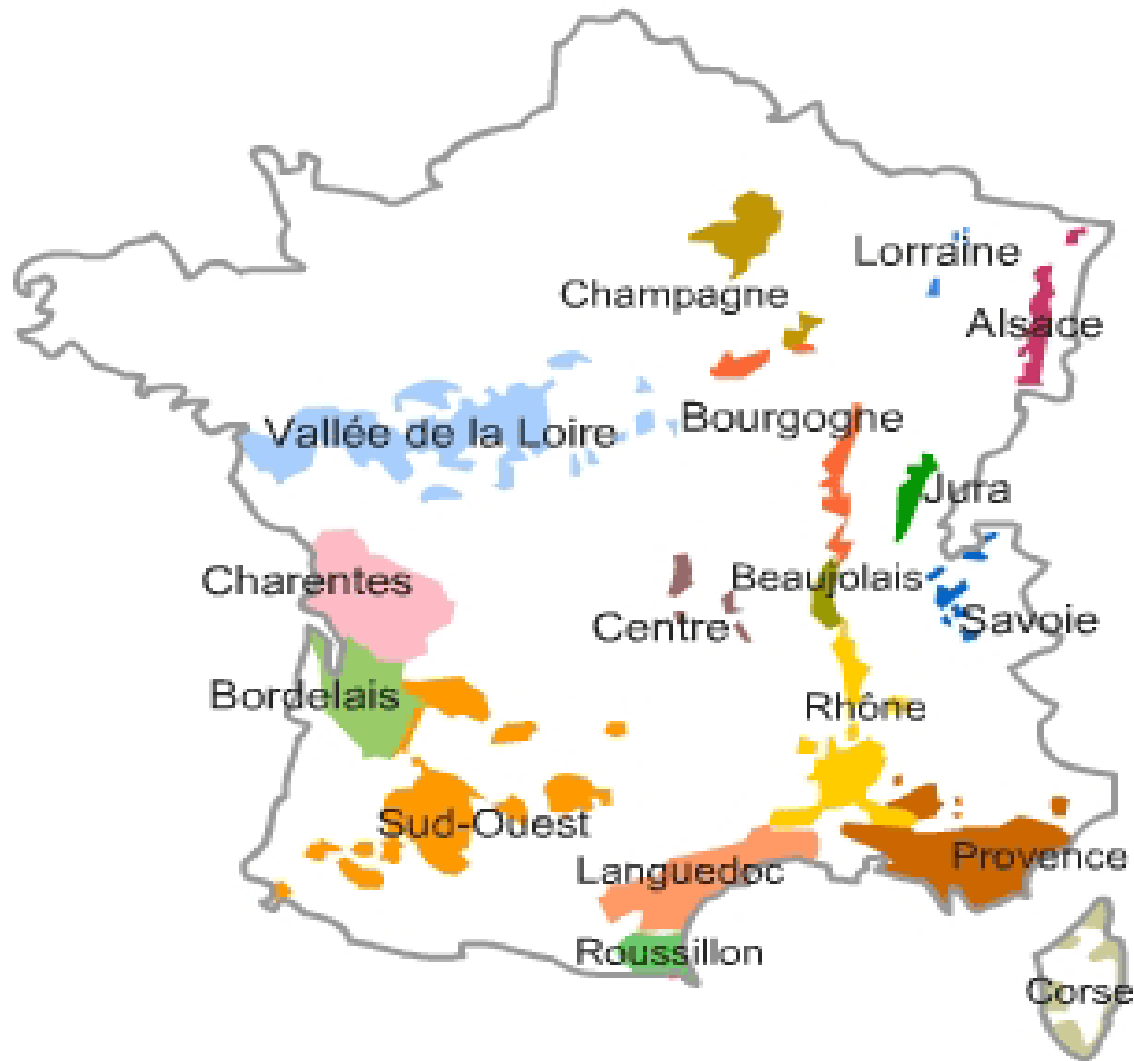 Lorraine
Champagne
Alsace
Bourgogne
Vallée de la Loire
Jura
Charentes
Beaujolais
Centre
Savoie
Bordelais
Rhône
Sud-Ouest
Provence
Languedoc
Roussillon
Corse